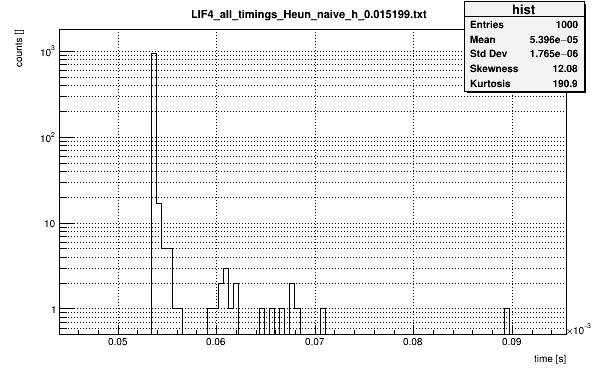 LIF4_all_timings_Heun_naive_h_0.015199.txt
hist
Entries 1000
Mean 5.396e−05
Std Dev 1.765e−06
Skewness 12.08
Kurtosis 190.9
counts []
10³
10²
10
1
0.05 0.06 0.07 0.08 0.09
×10⁻³
time [s]